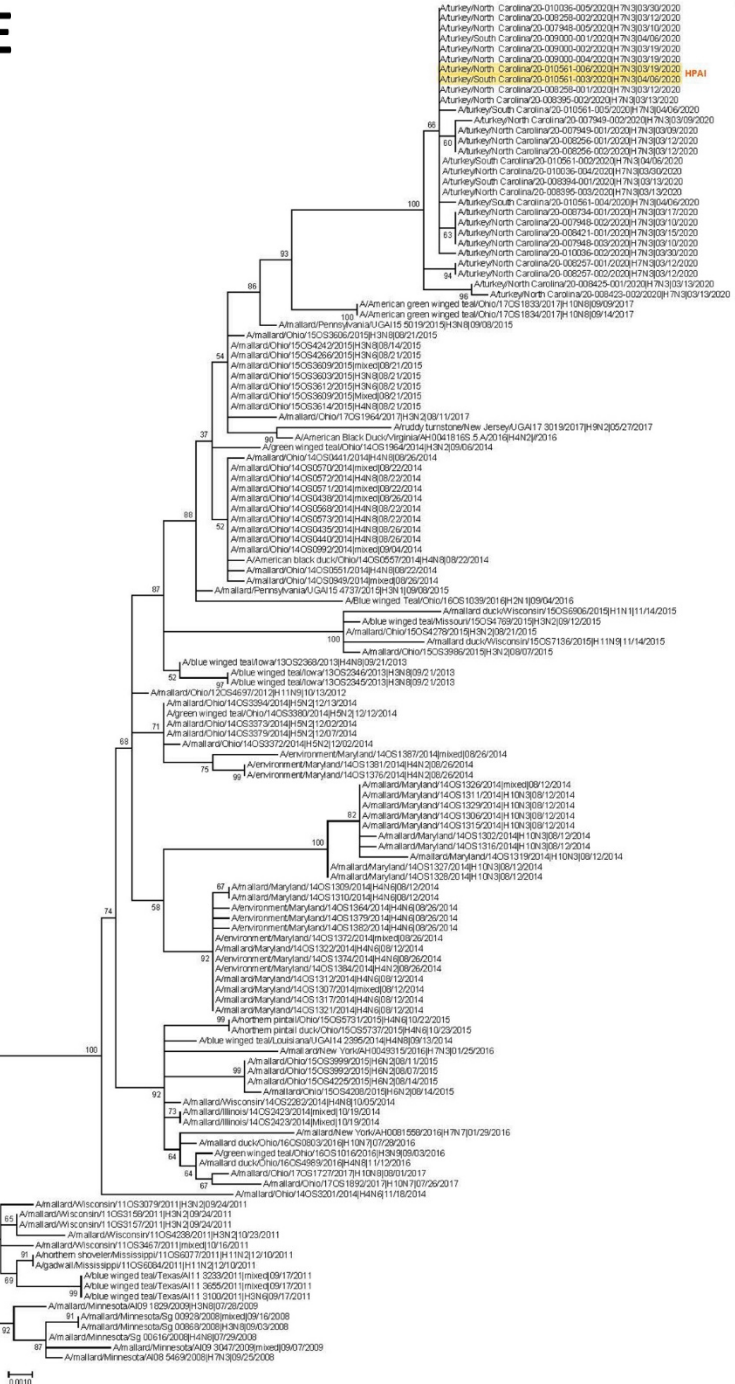 E
A/turkey/North Carolina/20-010036-005/2020|H7N3|03/30/2020
A/turkey/North Carolina/20-008258-002/2020|H7N3|03/12/2020
A/turkey/North Carolina/20-007948-005/2020|H7N3|03/10/2020
A/turkey/South Carolina/20-009000-001/2020|H7N3|04/06/2020
A/turkey/North Carolina/20-009000-002/2020|H7N3|03/19/2020
A/turkey/North Carolina/20-009000-004/2020|H7N3|03/19/2020
A/turkey/North Carolina/20-010561-006/2020|H7N3|03/19/2020
HPAI
A/turkey/South Carolina/20-010561-003/2020|H7N3|04/06/2020
A/turkey/North Carolina/20-008258-001/2020|H7N3|03/12/2020
A/turkey/North Carolina/20-008395-002/2020|H7N3|03/13/2020
A/turkey/South Carolina/20-010561-005/2020|H7N3|04/06/2020
66
A/turkey/North Carolina/20-007949-002/2020|H7N3|03/09/2020
A/turkey/North Carolina/20-007949-001/2020|H7N3|03/09/2020
60
A/turkey/North Carolina/20-008256-001/2020|H7N3|03/12/2020
A/turkey/North Carolina/20-008256-002/2020|H7N3|03/12/2020
A/turkey/South Carolina/20-010561-002/2020|H7N3|04/06/2020
A/turkey/North Carolina/20-010036-004/2020|H7N3|03/30/2020
A/turkey/South Carolina/20-008394-001/2020|H7N3|03/13/2020
A/turkey/North Carolina/20-008395-003/2020|H7N3|03/13/2020
A/turkey/South Carolina/20-010561-004/2020|H7N3|04/06/2020
100
A/turkey/North Carolina/20-008734-001/2020|H7N3|03/17/2020
A/turkey/North Carolina/20-007948-002/2020|H7N3|03/10/2020
63
A/turkey/North Carolina/20-008421-001/2020|H7N3|03/15/2020
A/turkey/North Carolina/20-007948-003/2020|H7N3|03/10/2020
A/turkey/North Carolina/20-010036-002/2020|H7N3|03/30/2020
93
A/turkey/North Carolina/20-008257-001/2020|H7N3|03/12/2020
94
A/turkey/North Carolina/20-008257-002/2020|H7N3|03/12/2020
A/turkey/North Carolina/20-008425-001/2020|H7N3|03/13/2020
96
A/turkey/North Carolina/20-008423-002/2020|H7N3|03/13/2020
86
A/American green winged teal/Ohio/17OS1833/2017|H10N8|09/09/2017
100
A/American green winged teal/Ohio/17OS1834/2017|H10N8|09/14/2017
A/mallard/Pennsylvania/UGAI15 5019/2015|H3N8|09/08/2015
A/mallard/Ohio/15OS3606/2015|H3N8|08/21/2015
A/mallard/Ohio/15OS4242/2015|H3N8|08/14/2015
54
A/mallard/Ohio/15OS4266/2015|H3N6|08/21/2015
A/mallard/Ohio/15OS3609/2015|mixed|08/21/2015
A/mallard/Ohio/15OS3603/2015|H3N8|08/21/2015
A/mallard/Ohio/15OS3612/2015|H3N6|08/21/2015
A/mallard/Ohio/15OS3609/2015|Mixed|08/21/2015
A/mallard/Ohio/15OS3614/2015|H4N8|08/21/2015
A/mallard/Ohio/17OS1964/2017|H3N2|08/11/2017
A/ruddy turnstone/New Jersey/UGAI17 3019/2017|H9N2|05/27/2017
37
90
A/American Black Duck/Virginia/AH0041816S.5.A/2016|H4N2|//2016
A/green winged teal/Ohio/14OS1964/2014|H3N2|09/06/2014
A/mallard/Ohio/14OS0441/2014|H4N8|08/26/2014
A/mallard/Ohio/14OS0570/2014|mixed|08/22/2014
A/mallard/Ohio/14OS0572/2014|H4N8|08/22/2014
A/mallard/Ohio/14OS0571/2014|mixed|08/22/2014
A/mallard/Ohio/14OS0438/2014|mixed|08/26/2014
A/mallard/Ohio/14OS0568/2014|H4N8|08/22/2014
88
A/mallard/Ohio/14OS0573/2014|H4N8|08/22/2014
52
A/mallard/Ohio/14OS0435/2014|H4N8|08/26/2014
A/mallard/Ohio/14OS0440/2014|H4N8|08/26/2014
A/mallard/Ohio/14OS0992/2014|mixed|09/04/2014
A/American black duck/Ohio/14OS0557/2014|H4N8|08/22/2014
A/mallard/Ohio/14OS0551/2014|H4N8|08/22/2014
A/mallard/Ohio/14OS0949/2014|mixed|08/26/2014
87
A/mallard/Pennsylvania/UGAI15 4737/2015|H3N1|09/08/2015
A/Blue winged Teal/Ohio/16OS1039/2016|H2N1|09/04/2016
A/mallard duck/Wisconsin/15OS6906/2015|H1N1|11/14/2015
A/blue winged teal/Missouri/15OS4769/2015|H3N2|09/12/2015
A/mallard/Ohio/15OS4278/2015|H3N2|08/21/2015
100
A/mallard duck/Wisconsin/15OS7136/2015|H11N9|11/14/2015
A/mallard/Ohio/15OS3986/2015|H3N2|08/07/2015
A/blue winged teal/Iowa/13OS2368/2013|H4N8|09/21/2013
52
A/blue winged teal/Iowa/13OS2346/2013|H3N8|09/21/2013
97
A/blue winged teal/Iowa/13OS2345/2013|H3N8|09/21/2013
A/mallard/Ohio/12OS4697/2012|H11N9|10/13/2012
A/mallard/Ohio/14OS3394/2014|H5N2|12/13/2014
A/green winged teal/Ohio/14OS3380/2014|H5N2|12/12/2014
71
A/mallard/Ohio/14OS3373/2014|H5N2|12/02/2014
A/mallard/Ohio/14OS3379/2014|H5N2|12/07/2014
68
A/mallard/Ohio/14OS3372/2014|H5N2|12/02/2014
A/environment/Maryland/14OS1387/2014|mixed|08/26/2014
75
A/environment/Maryland/14OS1381/2014|H4N2|08/26/2014
99
A/environment/Maryland/14OS1376/2014|H4N2|08/26/2014
A/mallard/Maryland/14OS1326/2014|mixed|08/12/2014
A/mallard/Maryland/14OS1311/2014|H10N3|08/12/2014
A/mallard/Maryland/14OS1329/2014|H10N3|08/12/2014
82
A/mallard/Maryland/14OS1306/2014|H10N3|08/12/2014
A/mallard/Maryland/14OS1315/2014|H10N3|08/12/2014
A/mallard/Maryland/14OS1302/2014|H10N3|08/12/2014
100
A/mallard/Maryland/14OS1316/2014|H10N3|08/12/2014
A/mallard/Maryland/14OS1319/2014|H10N3|08/12/2014
A/mallard/Maryland/14OS1327/2014|H10N3|08/12/2014
A/mallard/Maryland/14OS1328/2014|H10N3|08/12/2014
67
A/mallard/Maryland/14OS1309/2014|H4N6|08/12/2014
A/mallard/Maryland/14OS1310/2014|H4N6|08/12/2014
58
A/environment/Maryland/14OS1364/2014|H4N6|08/26/2014
74
A/environment/Maryland/14OS1379/2014|H4N6|08/26/2014
A/environment/Maryland/14OS1382/2014|H4N6|08/26/2014
A/environment/Maryland/14OS1372/2014|mixed|08/26/2014
A/mallard/Maryland/14OS1322/2014|H4N6|08/12/2014
92
A/environment/Maryland/14OS1374/2014|H4N6|08/26/2014
A/environment/Maryland/14OS1384/2014|H4N2|08/26/2014
A/mallard/Maryland/14OS1312/2014|H4N6|08/12/2014
A/mallard/Maryland/14OS1307/2014|mixed|08/12/2014
A/mallard/Maryland/14OS1317/2014|H4N6|08/12/2014
A/mallard/Maryland/14OS1321/2014|H4N6|08/12/2014
99
A/northern pintail/Ohio/15OS5731/2015|H4N6|10/22/2015
A/northern pintail duck/Ohio/15OS5737/2015|H4N6|10/23/2015
A/blue winged teal/Louisiana/UGAI14 2395/2014|H4N8|09/13/2014
100
A/mallard/New York/AH0049315/2016|H7N3|01/25/2016
A/mallard/Ohio/15OS3999/2015|H6N2|08/11/2015
99
A/mallard/Ohio/15OS3992/2015|H6N2|08/07/2015
A/mallard/Ohio/15OS4225/2015|H6N2|08/14/2015
92
A/mallard/Ohio/15OS4208/2015|H6N2|08/14/2015
A/mallard/Wisconsin/14OS2282/2014|H4N8|10/05/2014
73
A/mallard/Illinois/14OS2423/2014|mixed|10/19/2014
A/mallard/Illinois/14OS2423/2014|Mixed|10/19/2014
A/mallard/New York/AH0081558/2016|H7N7|01/29/2016
A/mallard duck/Ohio/16OS0803/2016|H10N7|07/28/2016
64
A/green winged teal/Ohio/16OS1016/2016|H3N9|09/03/2016
A/mallard duck/Ohio/16OS4989/2016|H4N8|11/12/2016
64
A/mallard/Ohio/17OS1727/2017|H10N8|08/01/2017
67
A/mallard/Ohio/17OS1892/2017|H10N7|07/26/2017
A/mallard/Ohio/14OS3201/2014|H4N6|11/18/2014
A/mallard/Wisconsin/11OS3079/2011|H3N2|09/24/2011
65
A/mallard/Wisconsin/11OS3158/2011|H3N2|09/24/2011
A/mallard/Wisconsin/11OS3157/2011|H3N2|09/24/2011
A/mallard/Wisconsin/11OS4238/2011|H3N2|10/23/2011
A/mallard/Wisconsin/11OS3467/2011|mixed|10/16/2011
91
A/northern shoveler/Mississippi/11OS6077/2011|H11N2|12/10/2011
A/gadwall/Mississippi/11OS6084/2011|H11N2|12/10/2011
69
A/blue winged teal/Texas/AI11 3233/2011|mixed|09/17/2011
99
A/blue winged teal/Texas/AI11 3655/2011|mixed|09/17/2011
A/blue winged teal/Texas/AI11 3100/2011|H3N6|09/17/2011
A/mallard/Minnesota/AI09 1829/2009|H3N8|07/28/2009
91
A/mallard/Minnesota/Sg 00928/2008|mixed|09/16/2008
92
A/mallard/Minnesota/Sg 00868/2008|H3N8|09/03/2008
A/mallard/Minnesota/Sg 00616/2008|H4N8|07/29/2008
87
A/mallard/Minnesota/AI09 3047/2009|mixed|09/07/2009
A/mallard/Minnesota/AI08 5469/2008|H7N3|09/25/2008
0.0010